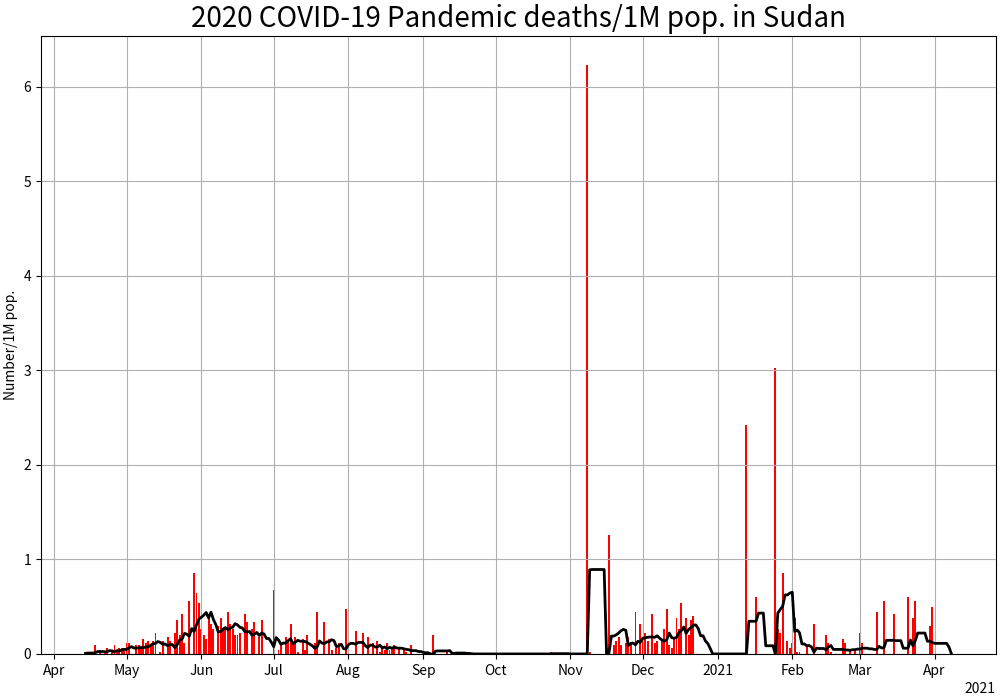 2020 COVID-19 Pandemic deaths/1M pop. in Sudan
Number/1M pop.
6
5
4
3
2
1
0
Apr May Jun Jul Aug Sep Oct Nov Dec 2021 Feb Mar Apr
2021